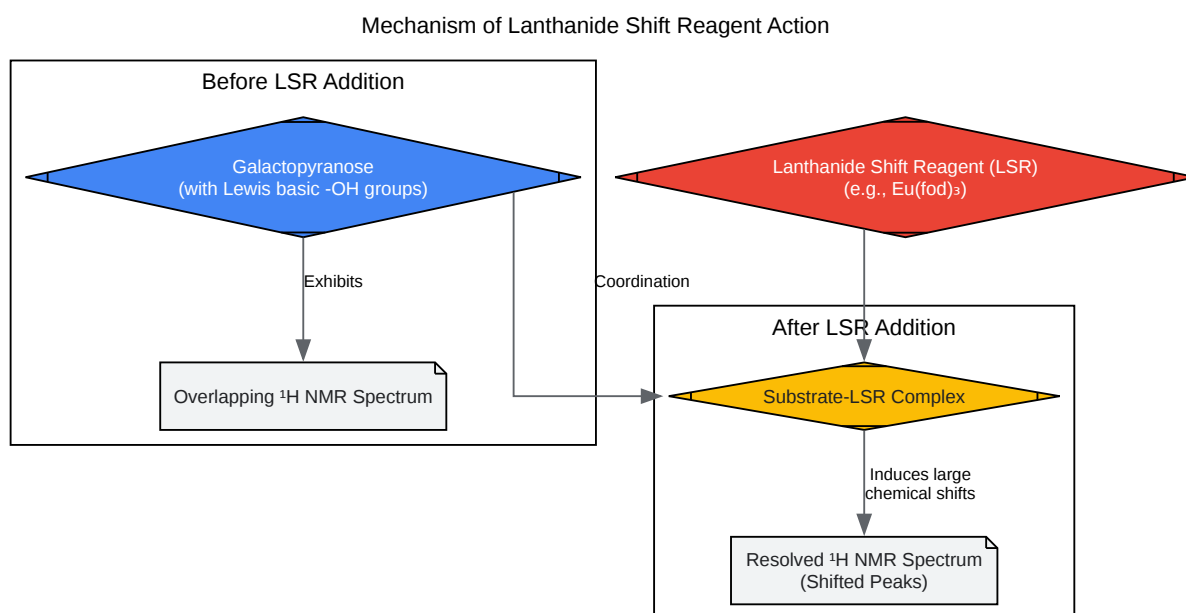 Mechanism of Lanthanide Shift Reagent Action
Before LSR Addition
Galactopyranose
(with Lewis basic -OH groups)
Lanthanide Shift Reagent (LSR)
(e.g., Eu(fod)₃)
Exhibits
Coordination
After LSR Addition
Overlapping ¹H NMR Spectrum
Substrate-LSR Complex
Induces large
chemical shifts
Resolved ¹H NMR Spectrum
(Shifted Peaks)